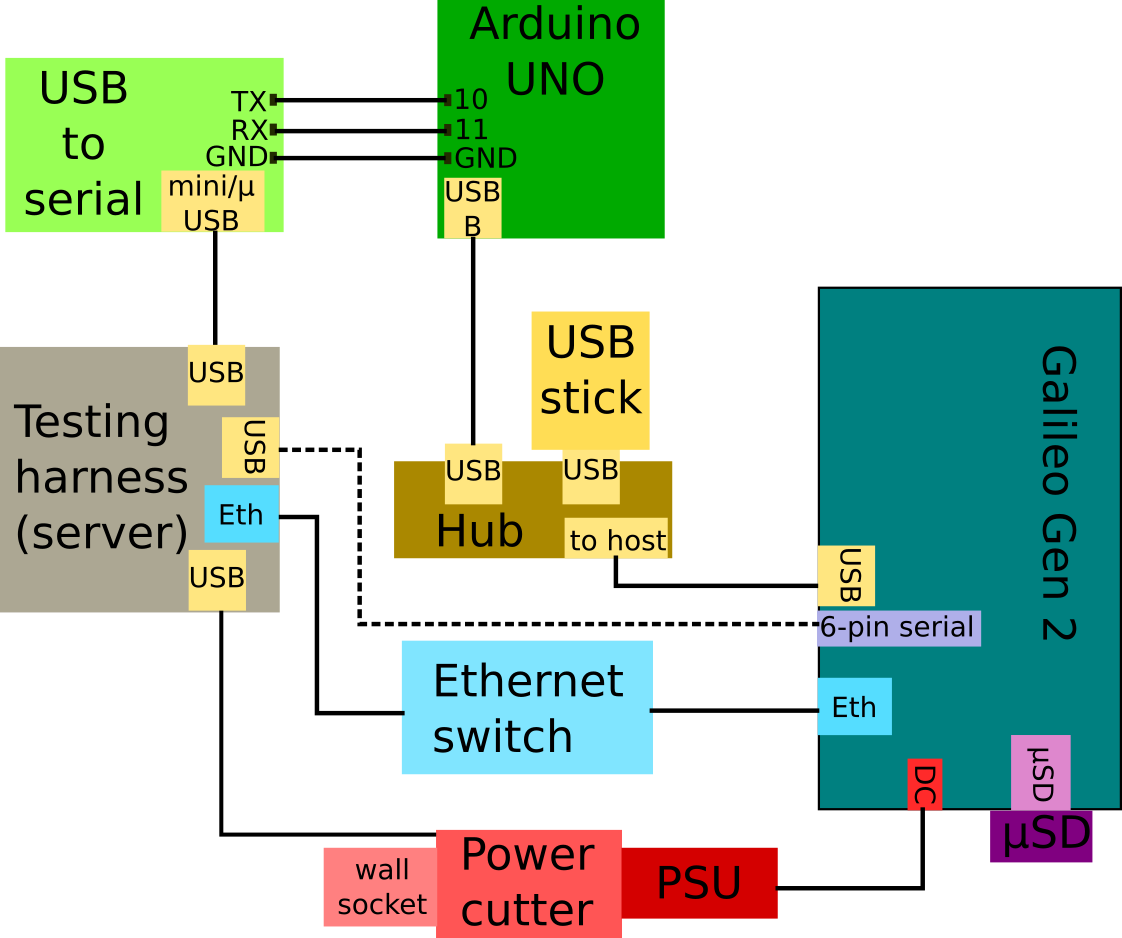 Arduino
UNO
10
11
GND
USB
B
USB
to
serial
TX
RX
GND
mini/µ
USB
USB
stick
Testing
harness
(server)
USB
USB
Eth
USB
USB
USB
Hub
to host
Galileo Gen 2
USB
6-pin serial
Eth
DC
µSD
µSD
Ethernet
switch
wall
socket
Power
cutter
PSU